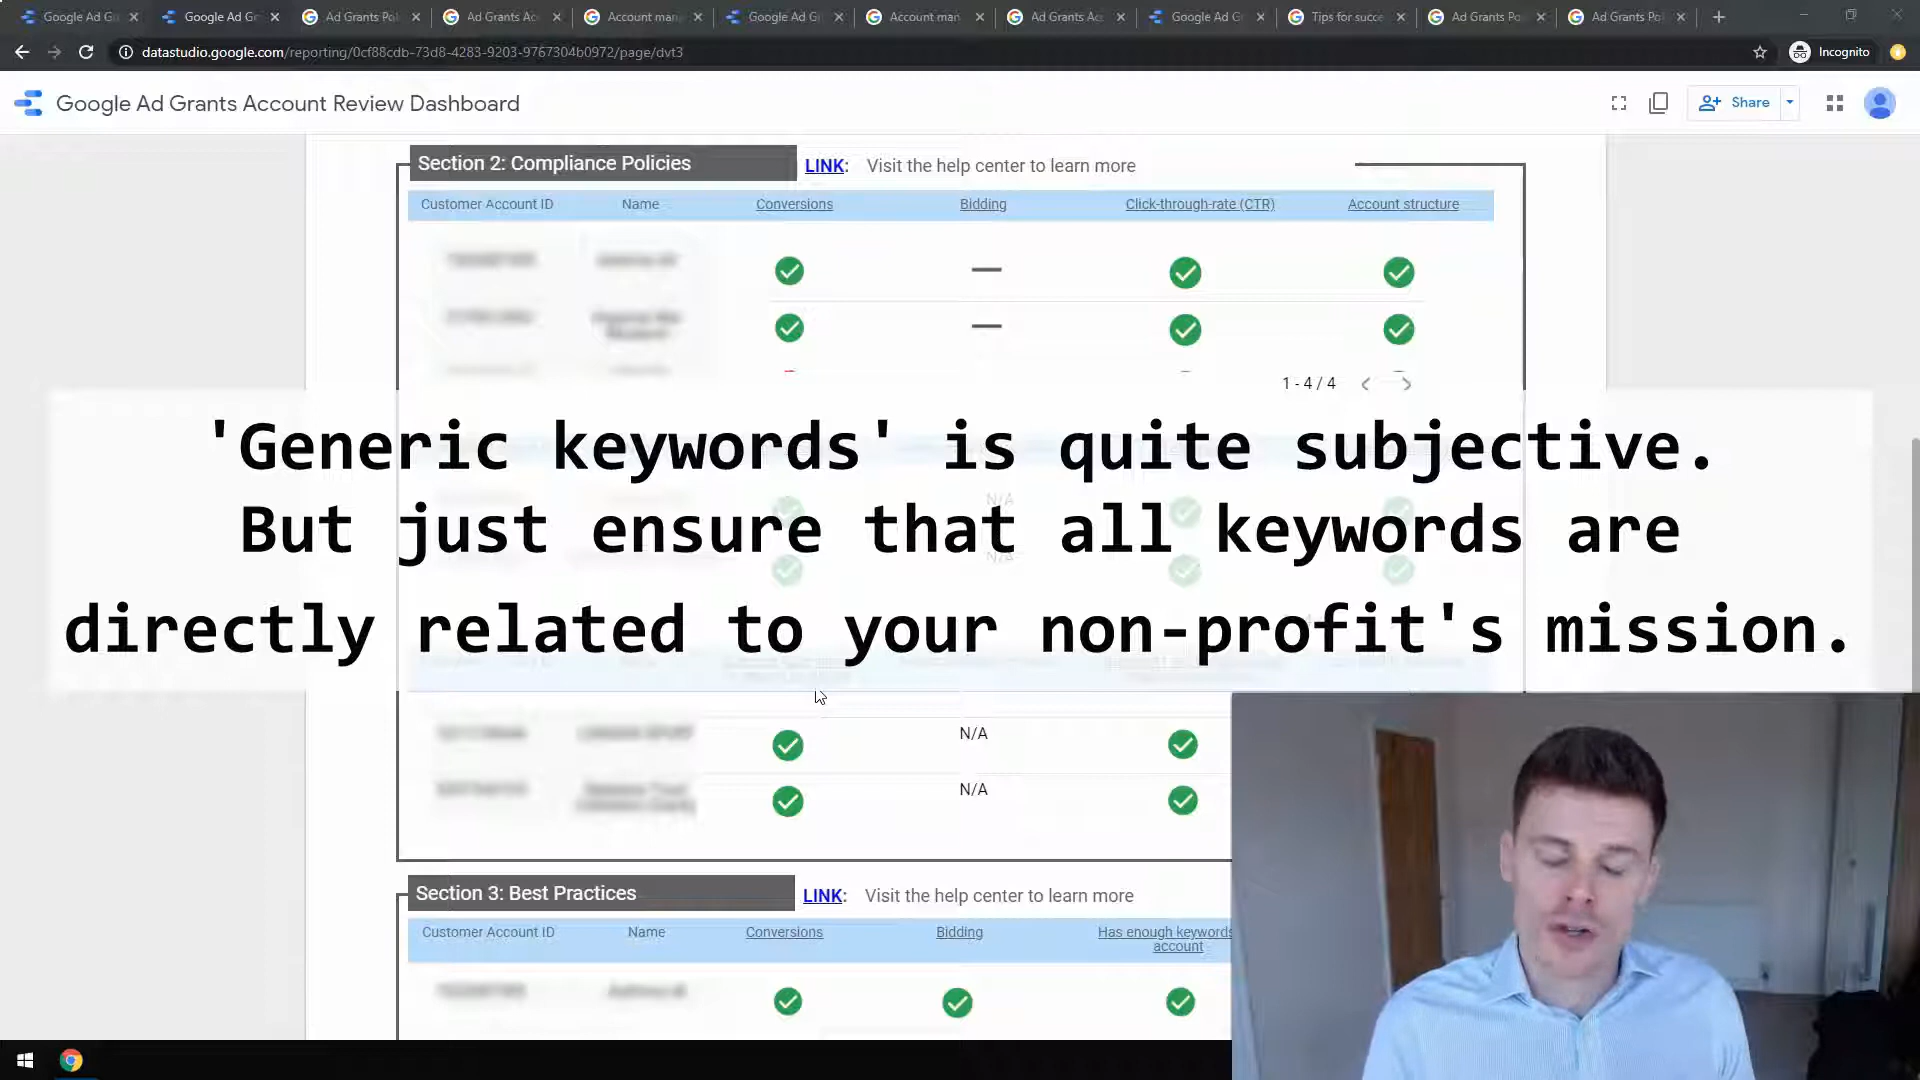 Google Ad G
Google Ad Gr
Ad Grants Pol
Ad Grants Acc
Account man
Google Ad G
Account man
Ad Grants Acc
Google Ad G
Tips for succe
Ad Grants Po
Ad Grants Pol
datastudio.google.com/reporting/0cf88cdb-73d8-4283-9203-9767304b0972/page/dvt3
Incognito
Google Ad Grants Account Review Dashboard
Share
Section 2: Compliance Policies
LINK: Visit the help center to learn more
Customer Account ID Name Conversions Bidding Click-through-rate (CTR) Account structure
1 - 4 / 4
'Generic keywords' is quite subjective.
N/A
But just ensure that all keywords are
N/A
directly related to your non-profit's mission.
N/A
N/A
Section 3: Best Practices
LINK: Visit the help center to learn more
Customer Account ID Name Conversions Bidding Has enough keywords
account